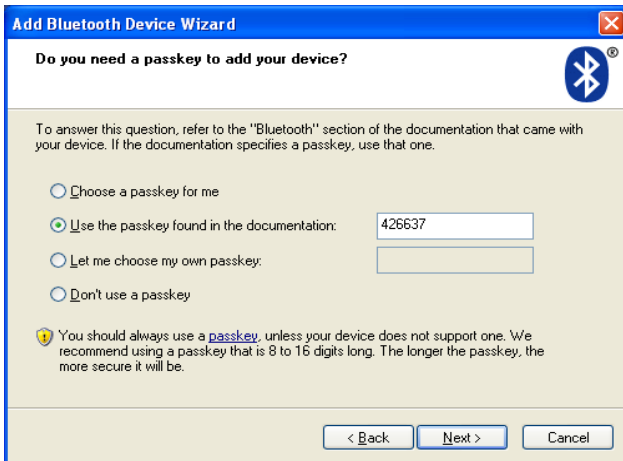 Add Bluetooth Device Wizard
Do you need a passkey to add your device?
®
To answer this question, refer to the "Bluetooth" section of the documentation that came with
your device. If the documentation specifies a passkey, use that one.
Choose a passkey for me
Use the passkey found in the documentation: 426637
Let me choose my own passkey:
Don't use a passkey
You should always use a passkey, unless your device does not support one. We
recommend using a passkey that is 8 to 16 digits long. The longer the passkey, the
more secure it will be.
< Back Next > Cancel